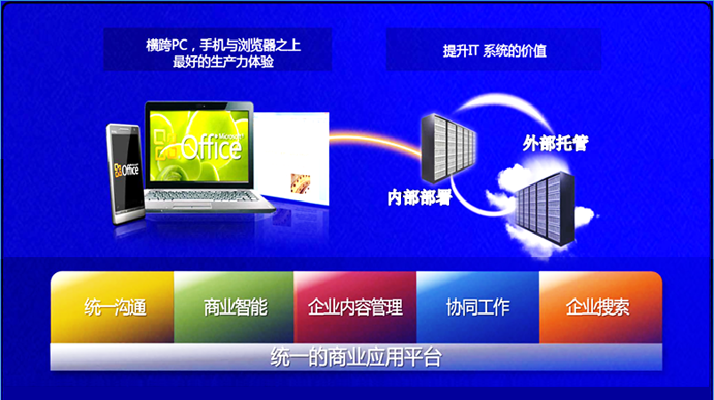 横跨PC，手机与浏览器之上
最好的生产力体验
提升IT 系统的价值
Microsoft
Office
Office
外部托管
内部部署
统一沟通
商业智能
企业内容管理
协同工作
企业搜索
统一的商业应用平台